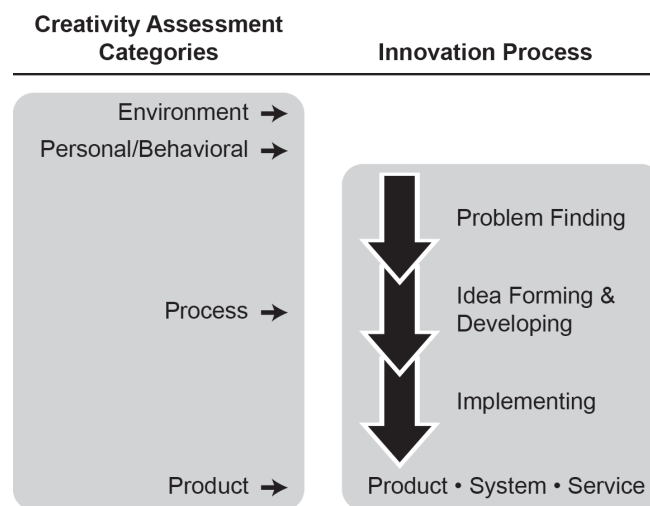 Creativity Assessment
Categories
Innovation Process
Environment
Personal/Behavioral
Process
Product
Problem Finding
Idea Forming &
Developing
Implementing
Product • System • Service